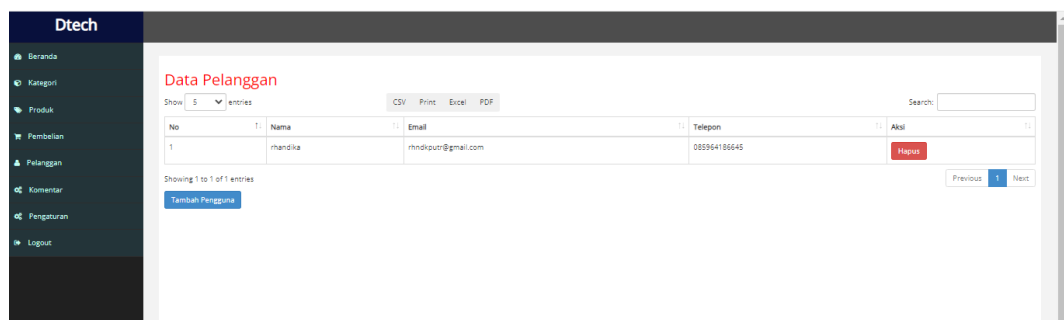 Dtech
Beranda
Kategori
Produk
Pembelian
Pelanggan
Komentar
Pengaturan
Logout
Data Pelanggan
Show 5 entries
CSV Print Excel PDF
Search:
No Nama Email Telepon Aksi
1 rhandika rhndkputr@gmail.com 085964186645 Hapus
Showing 1 to 1 of 1 entries
Previous 1 Next
Tambah Pengguna